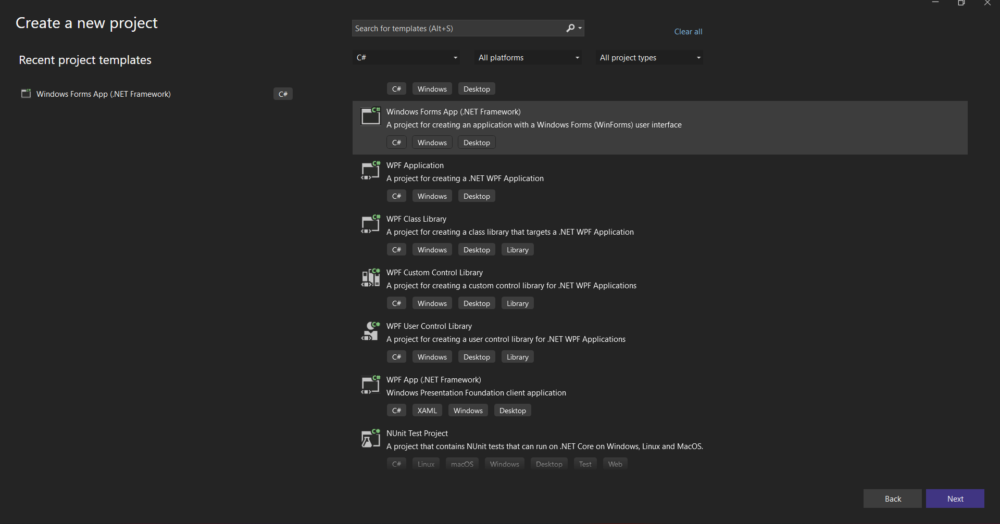 Create a new project
Recent project templates
Windows Forms App (.NET Framework) C#
Search for templates (Alt+S)
Clear all
C# All platforms All project types
C# Windows Desktop
Windows Forms App (.NET Framework)
A project for creating an application with a Windows Forms (WinForms) user interface
C# Windows Desktop
WPF Application
A project for creating a .NET WPF Application
C# Windows Desktop
WPF Class Library
A project for creating a class library that targets a .NET WPF Application
C# Windows Desktop Library
WPF Custom Control Library
A project for creating a custom control library for .NET WPF Applications
C# Windows Desktop Library
WPF User Control Library
A project for creating a user control library for .NET WPF Applications
C# Windows Desktop Library
WPF App (.NET Framework)
Windows Presentation Foundation client application
C# XAML Windows Desktop
NUnit Test Project
A project that contains NUnit tests that can run on .NET Core on Windows, Linux and MacOS.
C# Linux macOS Windows Desktop Test Web
Back Next